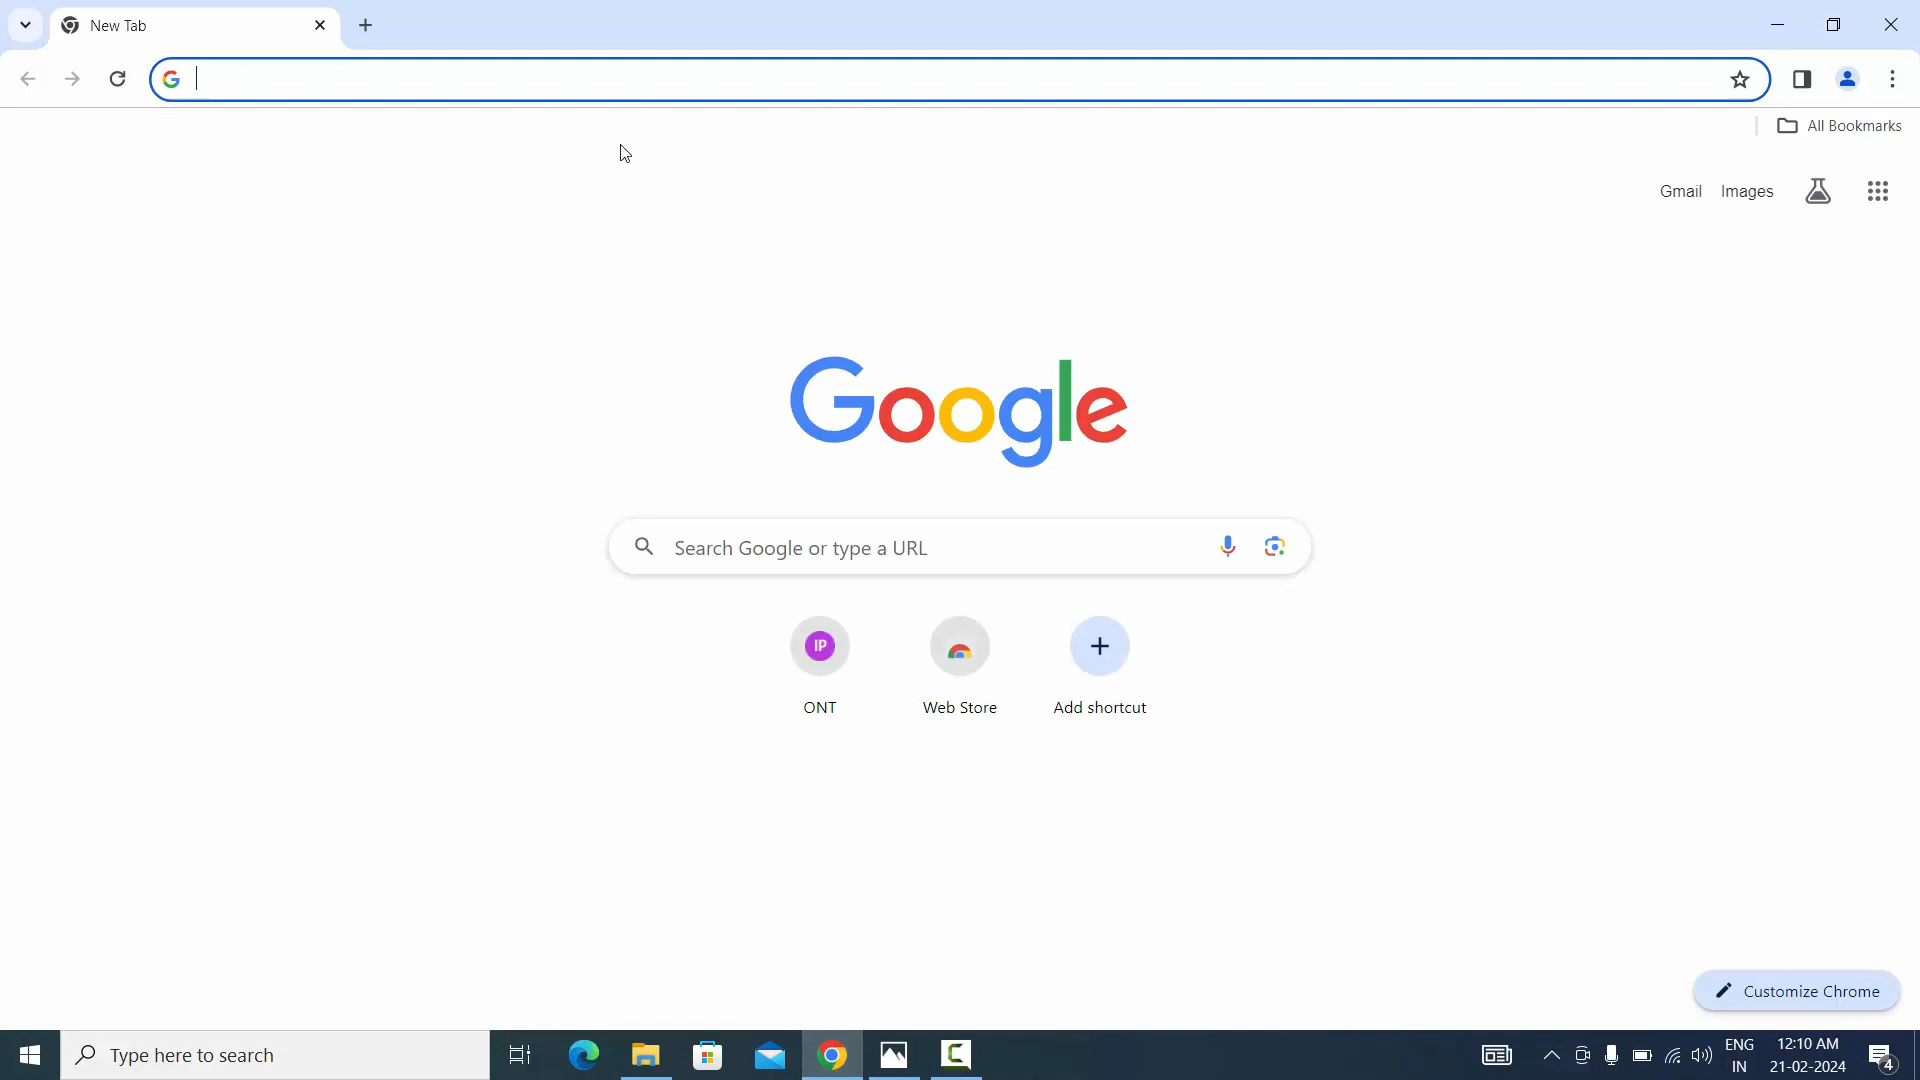 New Tab
All Bookmarks
Gmail Images
Google
Search Google or type a URL
IP
ONT Web Store Add shortcut
Customize Chrome
Type here to search
ENG 12:10 AM
IN 21-02-2024 4